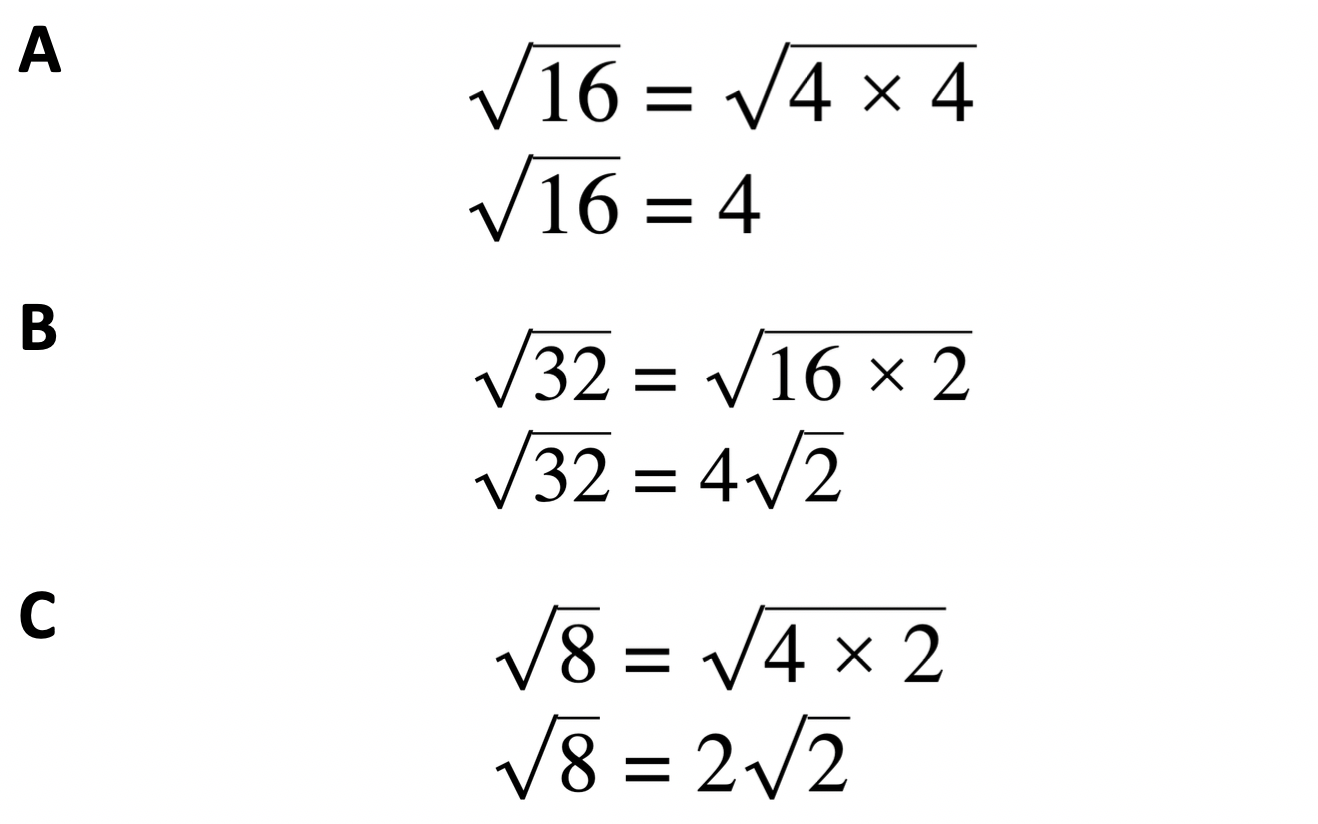 A
√16 = √4 × 4
√16 = 4
B
√32 = √16 × 2
√32 = 4√2
C
√8 = √4 × 2
√8 = 2√2